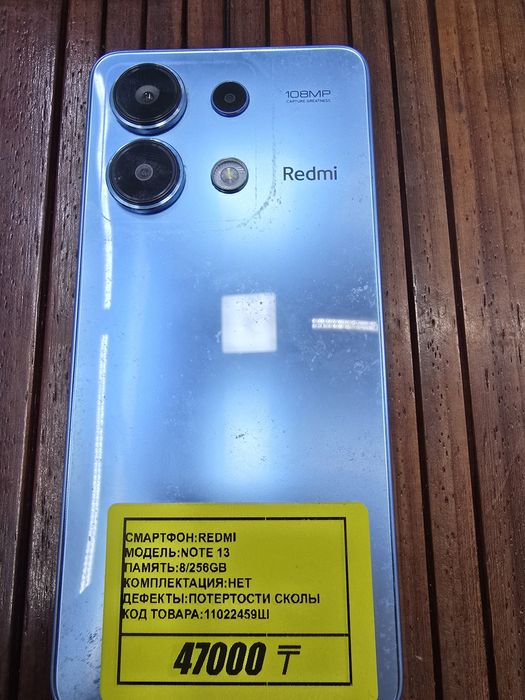 108MP
CAPTURE GREATNESS
Redmi
СМАРТФОН:REDMI
МОДЕЛЬ:NOTE 13
ПАМЯТЬ:8/256GB
КОМПЛЕКТАЦИЯ:НЕТ
ДЕФЕКТЫ:ПОТЕРТОСТИ СКОЛЫ
КОД ТОВАРА:11022459Ш
47000 ₸